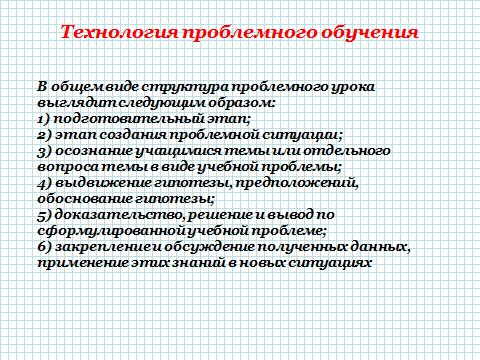 Технология проблемного обучения
В общем виде структура проблемного урока
выглядит следующим образом:
1) подготовительный этап;
2) этап создания проблемной ситуации;
3) осознание учащимися темы или отдельного
вопроса темы в виде учебной проблемы;
4) выдвижение гипотезы, предположений,
обоснование гипотезы;
5) доказательство, решение и вывод по
сформулированной учебной проблеме;
6) закрепление и обсуждение полученных данных,
применение этих знаний в новых ситуациях